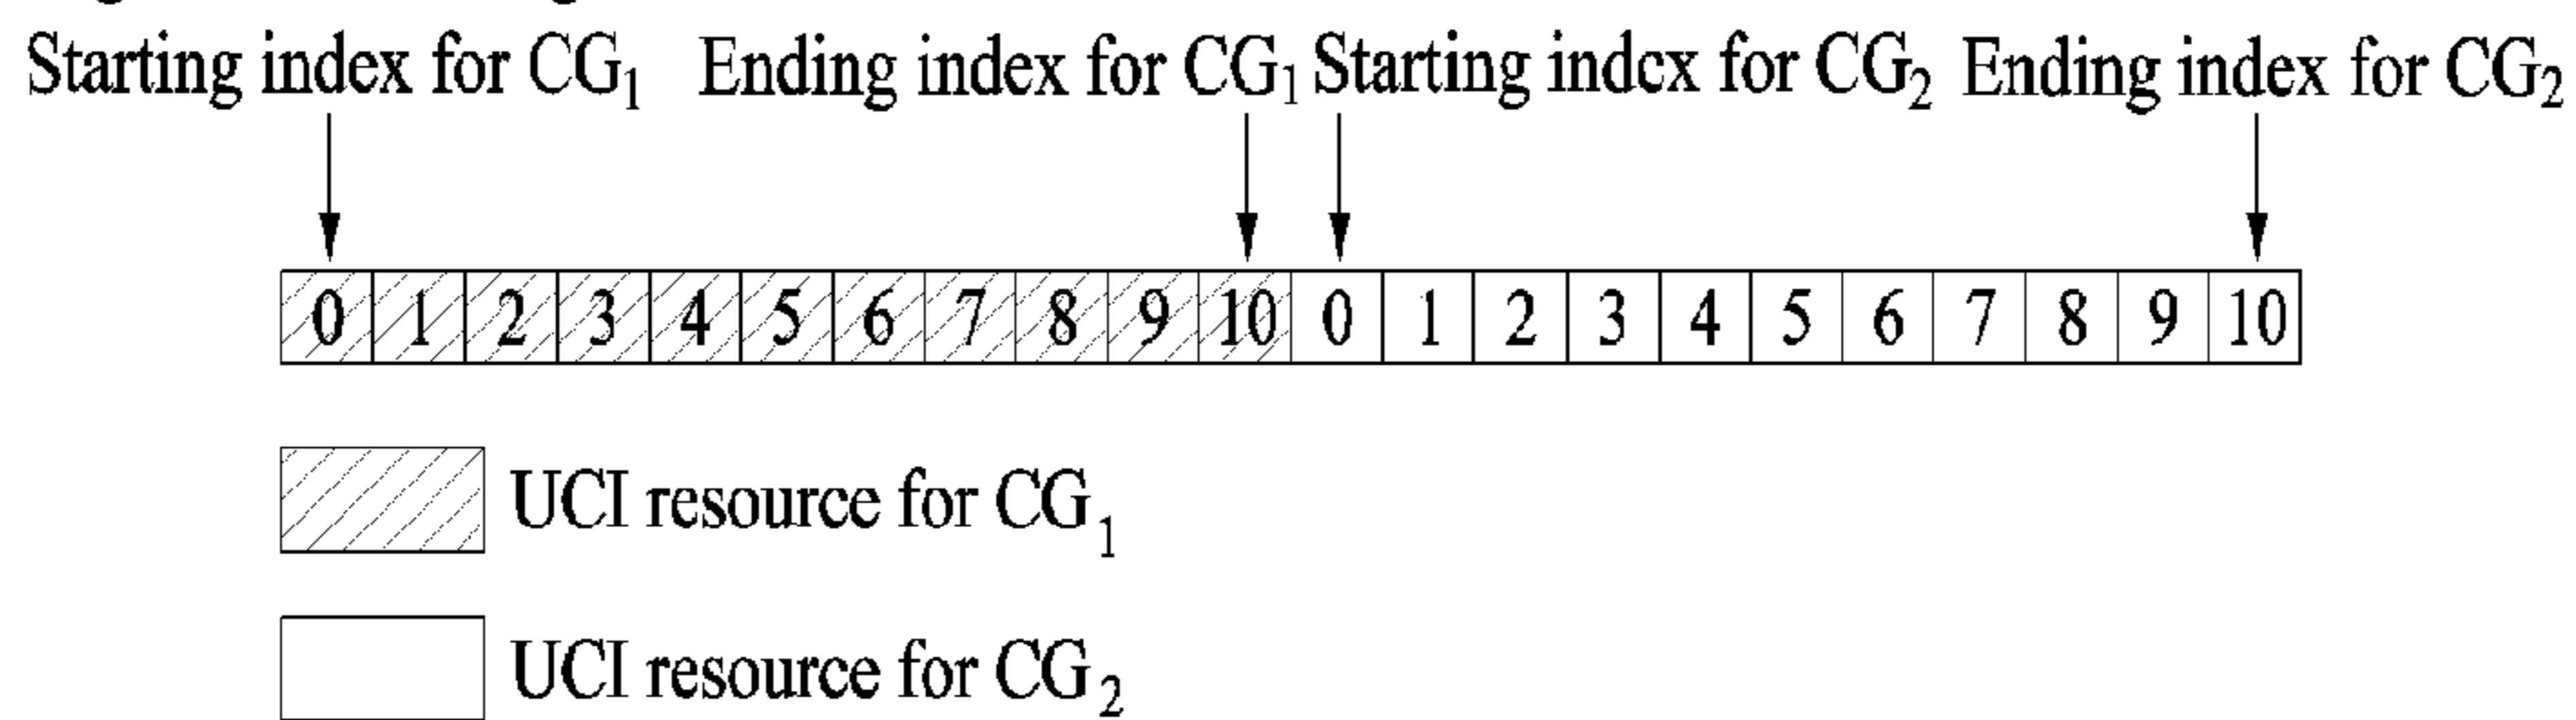 Starting index for CG₁ Ending index for CG₁ Starting indcx for CG₂ Ending index for CG₂
0 1 2 3 4 5 6 7 8 9 10 0 1 2 3 4 5 6 7 8 9 10
UCI resource for CG₁
UCI resource for CG₂